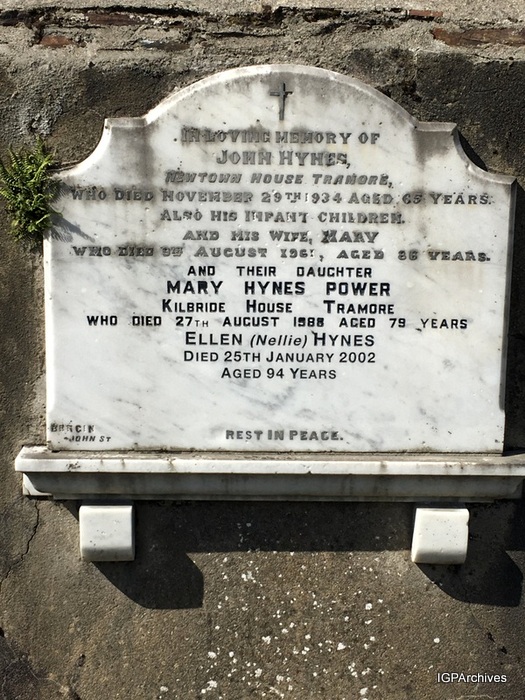 IN LOVING MEMORY OF
JOHN HYNES,
NEWTOWN HOUSE TRAMORE,
WHO DIED NOVEMBER 29TH 1934 AGED 65 YEARS.
ALSO HIS INFANT CHILDREN.
AND HIS WIFE, MARY
WHO DIED 9TH AUGUST 1961, AGED 86 YEARS.
AND THEIR DAUGHTER
MARY HYNES POWER
KILBRIDE HOUSE TRAMORE
WHO DIED 27TH AUGUST 1988 AGED 79 YEARS
ELLEN (Nellie) HYNES
DIED 25TH JANUARY 2002
AGED 94 YEARS
REST IN PEACE.
JOHN ST
IGPArchives